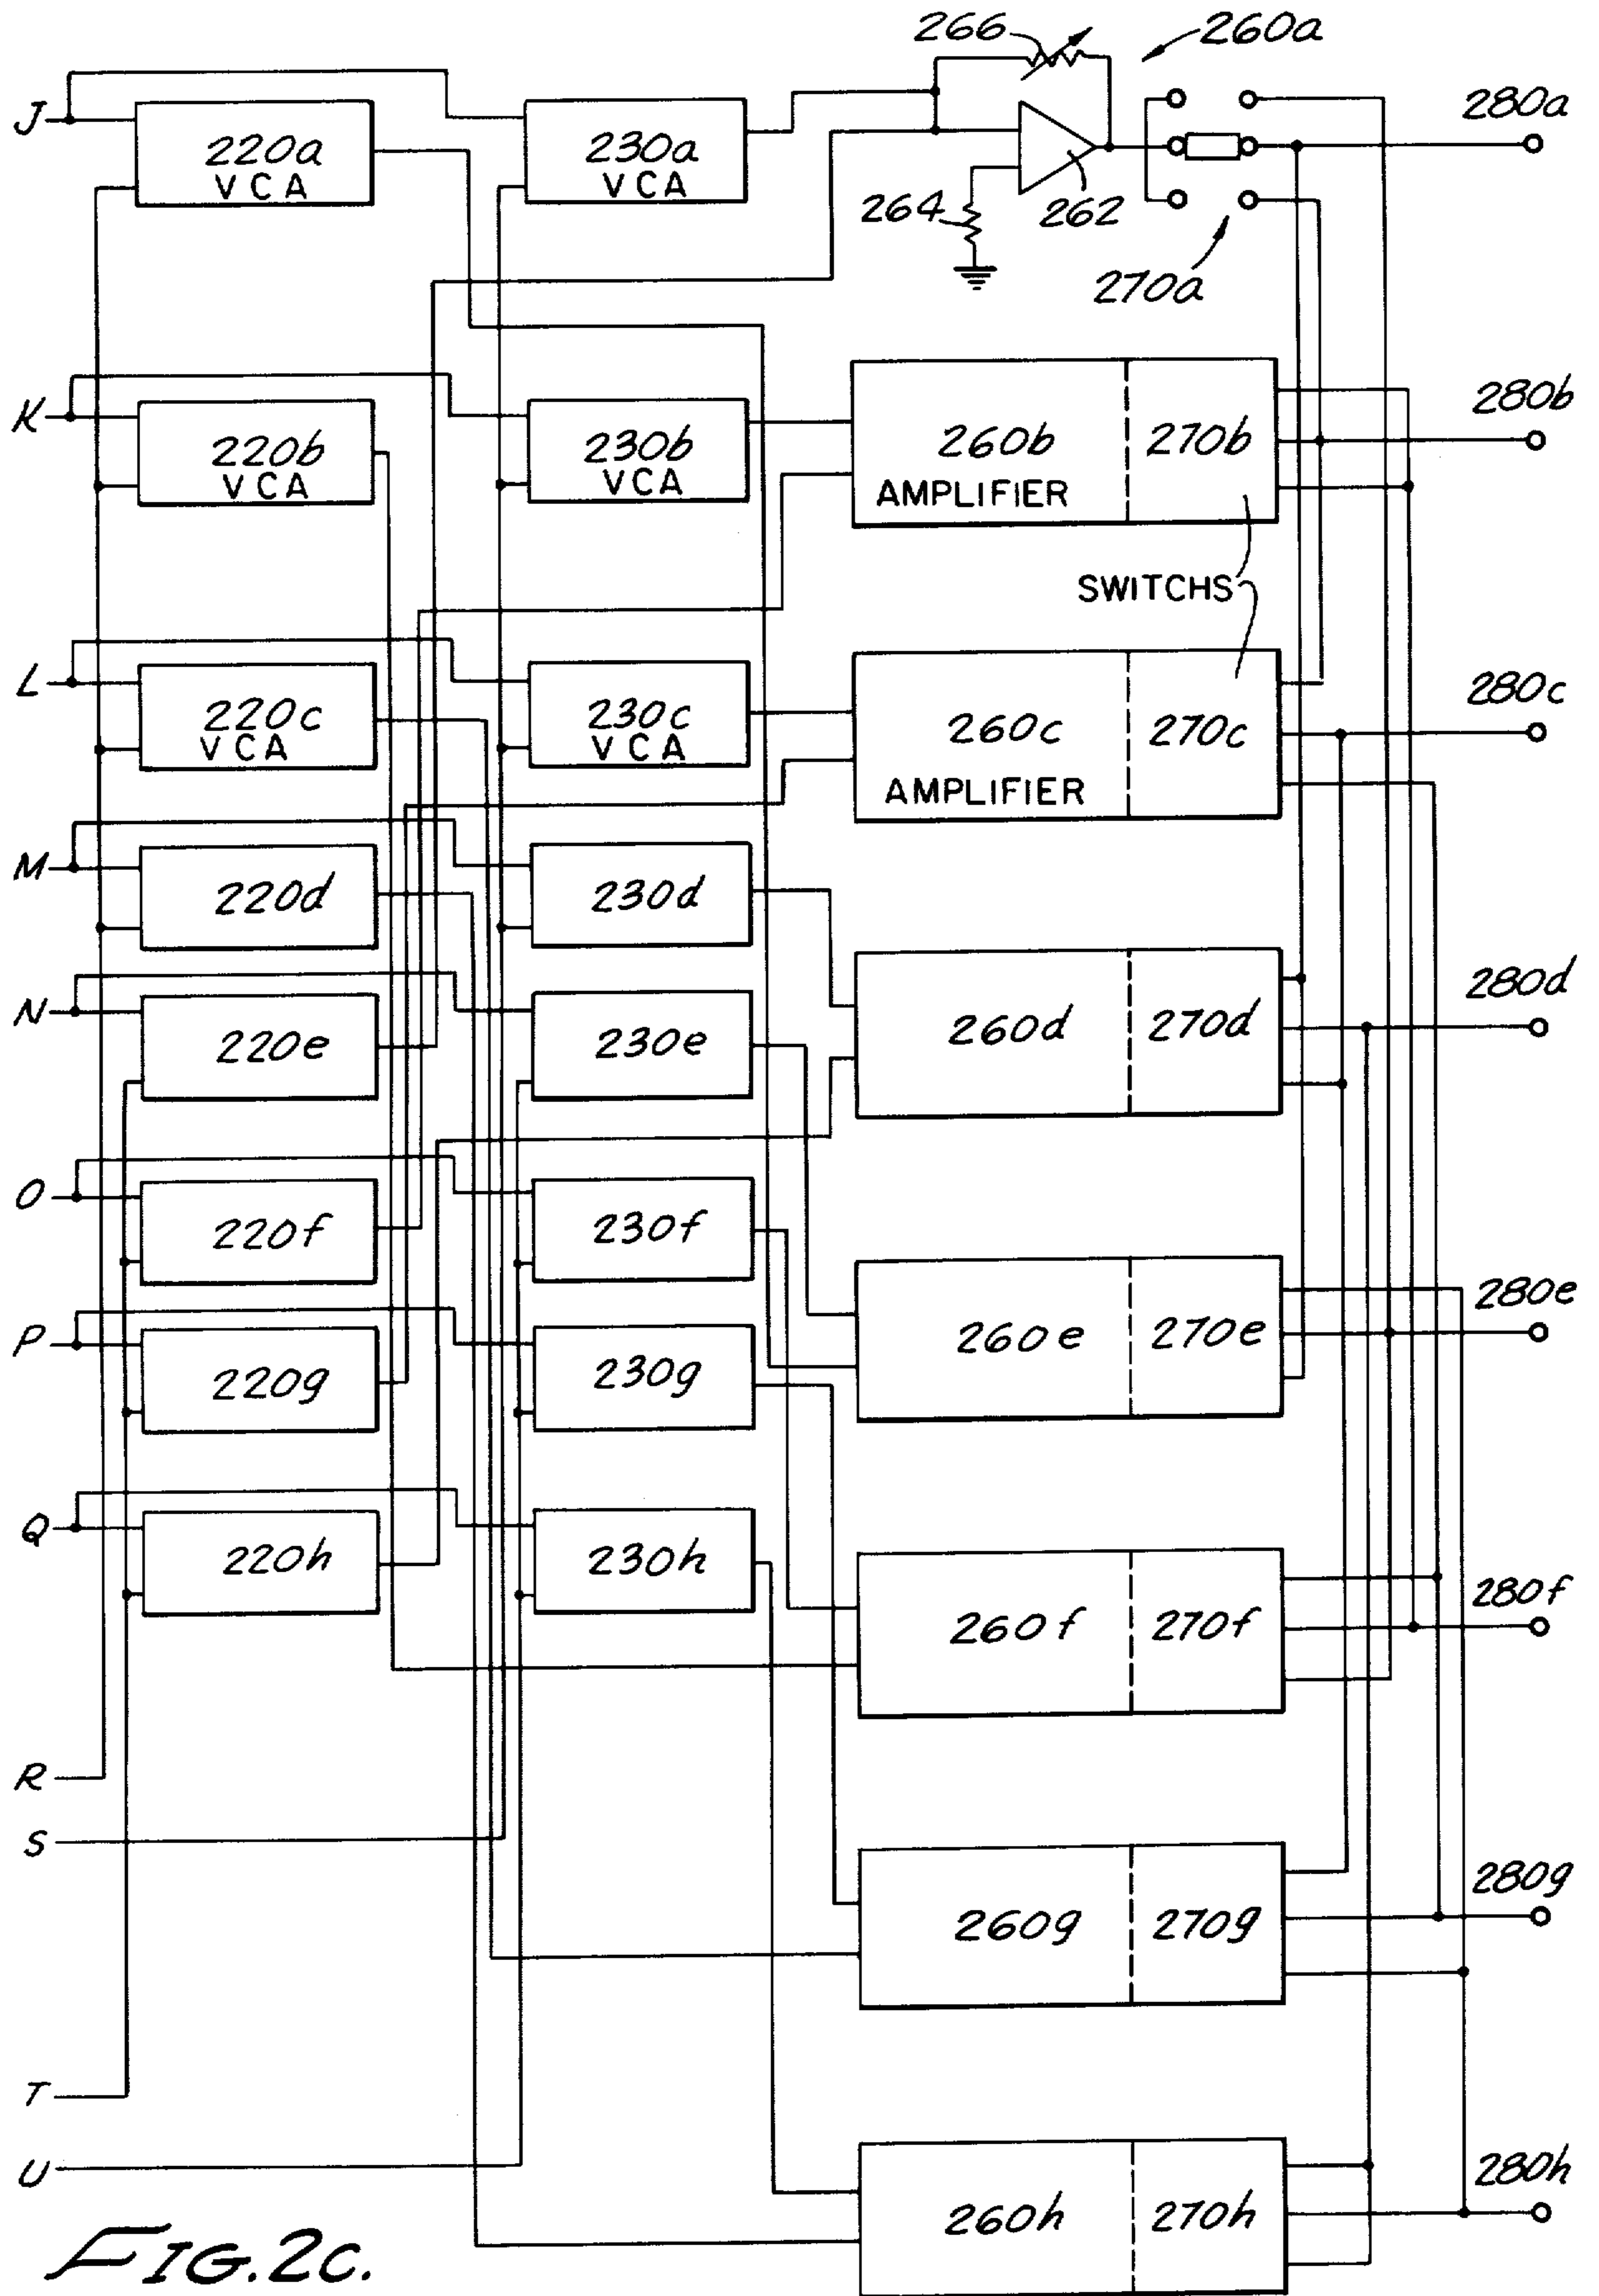 266
260a
J
280a
220a
VCA
230a
VCA
264
262
270a
K
280b
220b
VCA
230b
VCA
260b
AMPLIFIER
270b
SWITCHS
L
280c
220c
VCA
230c
VCA
260c
AMPLIFIER
270c
M
220d
230d
280d
N
220e
230e
260d
270d
O
220f
230f
280e
P
220g
230g
260e
270e
Q
220h
230h
280f
260f
270f
R
S
280g
260g
270g
T
U
280h
260h
270h
FIG.2C.